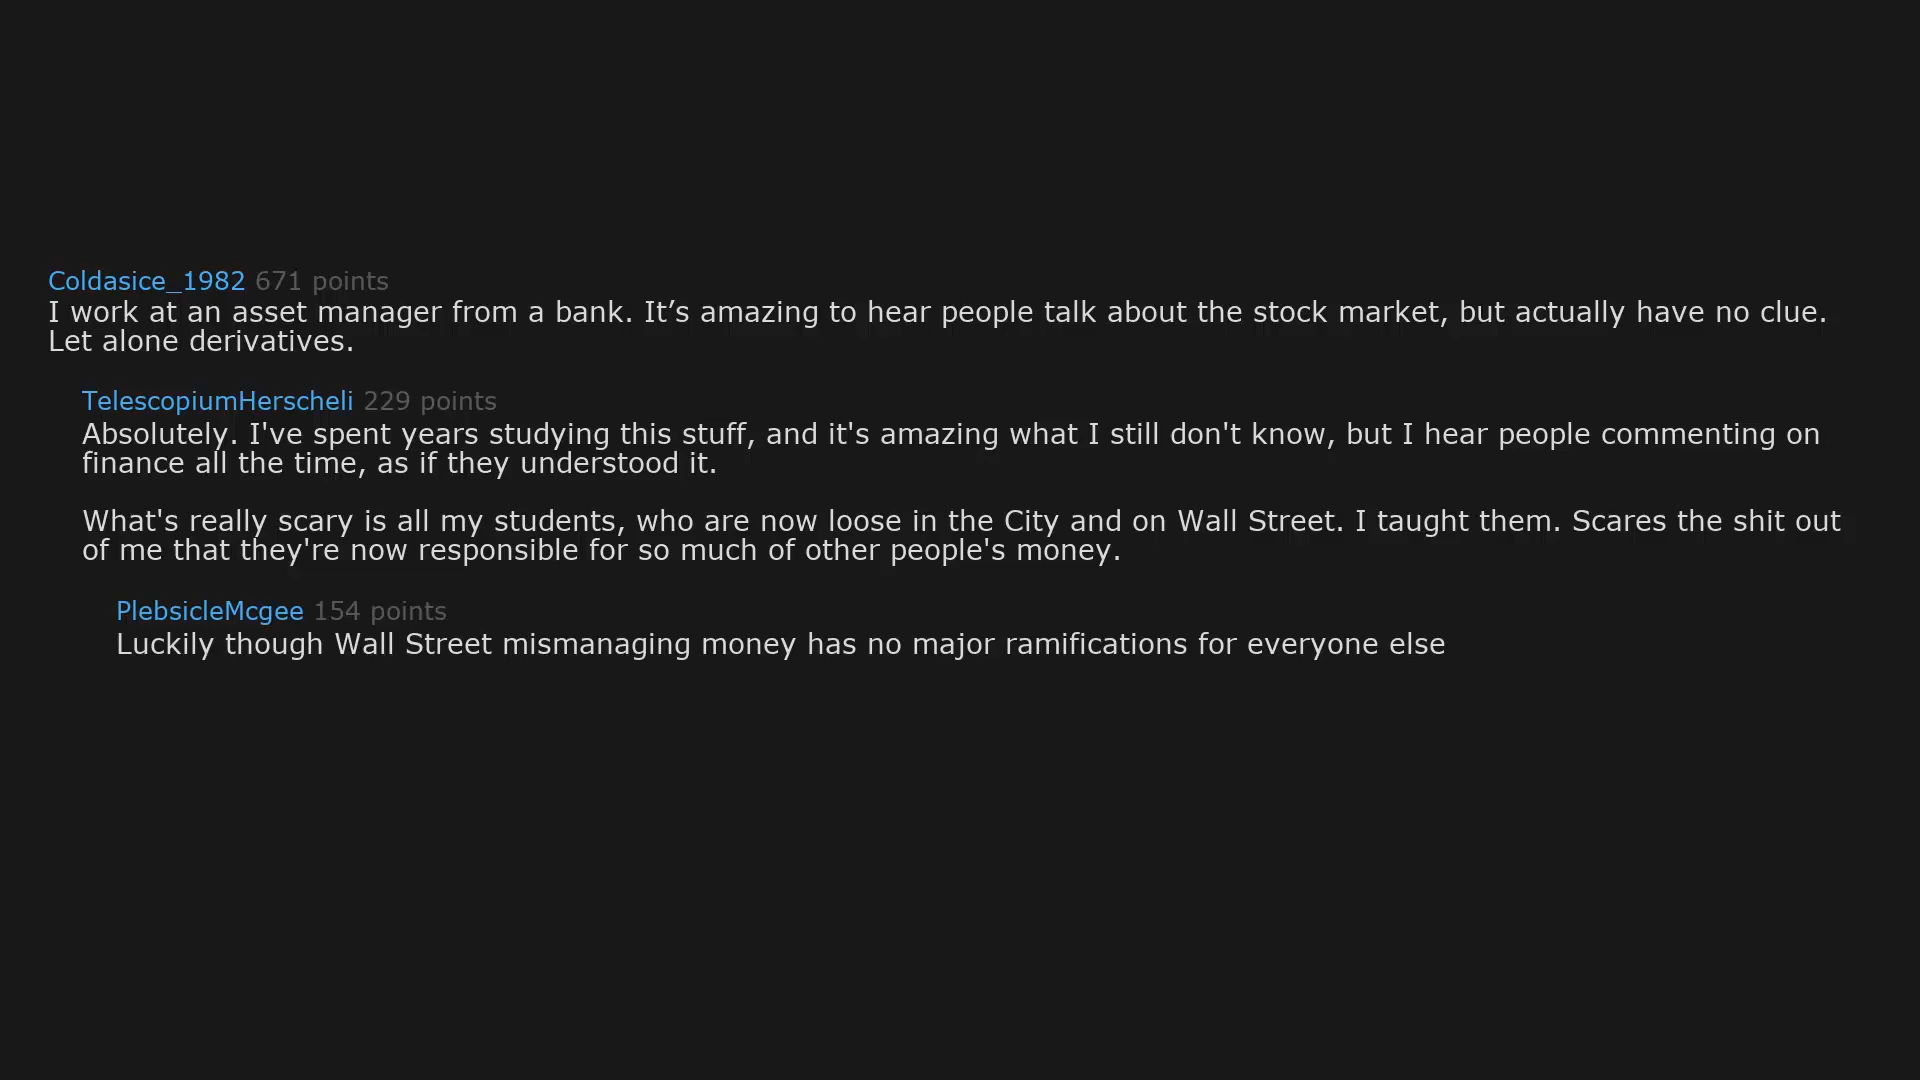 Coldasice_1982 671 points
I work at an asset manager from a bank. It’s amazing to hear people talk about the stock market, but actually have no clue.
Let alone derivatives.
TelescopiumHerscheli 229 points
Absolutely. I've spent years studying this stuff, and it's amazing what I still don't know, but I hear people commenting on
finance all the time, as if they understood it.
What's really scary is all my students, who are now loose in the City and on Wall Street. I taught them. Scares the shit out
of me that they're now responsible for so much of other people's money.
PlebsicleMcgee 154 points
Luckily though Wall Street mismanaging money has no major ramifications for everyone else